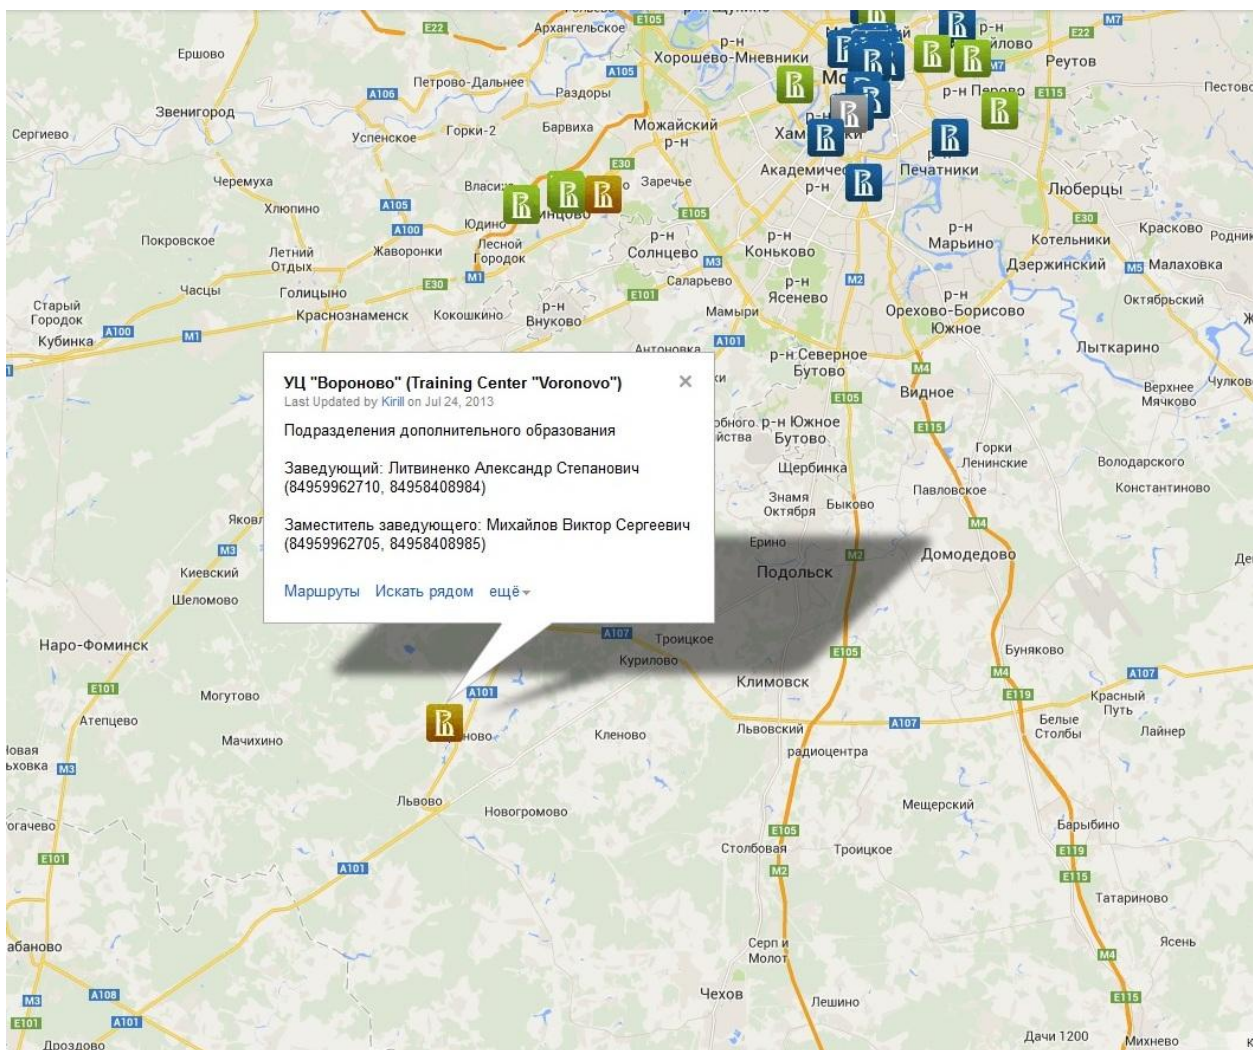 Архангельское
E105
M7
E22
р-н
р-н
E22
Ершово
Хорошево-Мневники
A105
M7
Реутов
Петрово-Дальнее
Раздоры
A106
р-н Перово
E115
Звенигород
Сергиево
Успенское
Горки-2
Барвиха
Можайский
р-н
E30
Академиче
р-н
Печатники
Черемуха
Заречье
Люберцы
Хлюпино
A105
Юдино
E105
E30
Красково
A100
р-н
Солнцево
р-н
Коньково
р-н
Марьино
Котельники
Покровское
Летний
Отдых
Жаворонки
Лесной
Городок
M3
Дзержинский
M5
Малаховка
M1
Саларьево
M2
Часцы
Голицыно
E30
E101
р-н
Ясенево
р-н
Орехово-Борисово
Южное
Октябрьский
Старый
Городок
Краснознаменск
Кокошкино
р-н
Внуково
Мамыри
A100
M1
Кубинка
Антоновка
A101
р-н Северное
Бутово
Лыткарино
M4
УЦ "Вороново" (Training Center "Voronovo")
Last Updated by Kirill on Jul 24, 2013
Подразделения дополнительного образования
Заведующий: Литвиненко Александр Степанович
(84959962710, 84958408984)
Заместитель заведующего: Михайлов Виктор Сергеевич
(84959962705, 84958408985)
Маршруты Искать рядом ещё
E105
Видное
Верхнее
Мячково
р-н Южное
Бутово
E115
Щербинка
Горки
Ленинские
Володарского
Знамя
Октября
Быково
Павловское
Константиново
M4
M3
Ерино
M2
Домодедово
Киевский
Подольск
Шеломово
Наро-Фоминск
A107
Троицкое
Курилово
E105
Буняково
E101
Могутово
A101
Климовск
M4
E119
A107
Красный
Путь
Атепцево
Мачихино
Кленово
Львовский
A107
Белые
Столбы
Лайнер
M3
радиоцентра
Львово
Новогромово
Мещерский
E105
Барыбино
E101
A101
Столбовая
Троицкое
E119
M2
E115
Татариново
Серп и
Молот
Ясень
M4
M3
A108
Чехов
Лешино
E115
E101
A101
Дроздово
Дачи 1200
Михнево